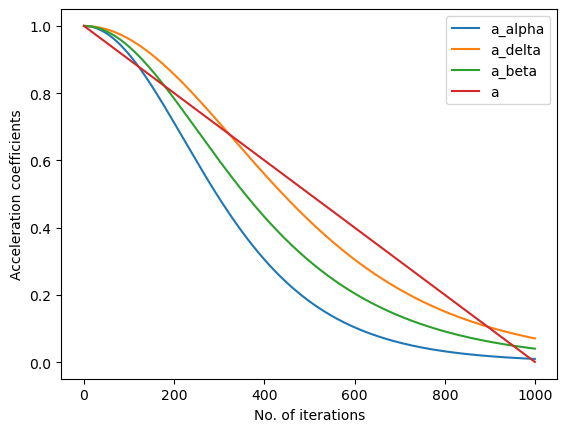 a_alpha
a_delta
a_beta
a
1.0
0.8
0.6
0.4
0.2
0.0
Acceleration coefficients
0
200
400
600
800
1000
No. of iterations